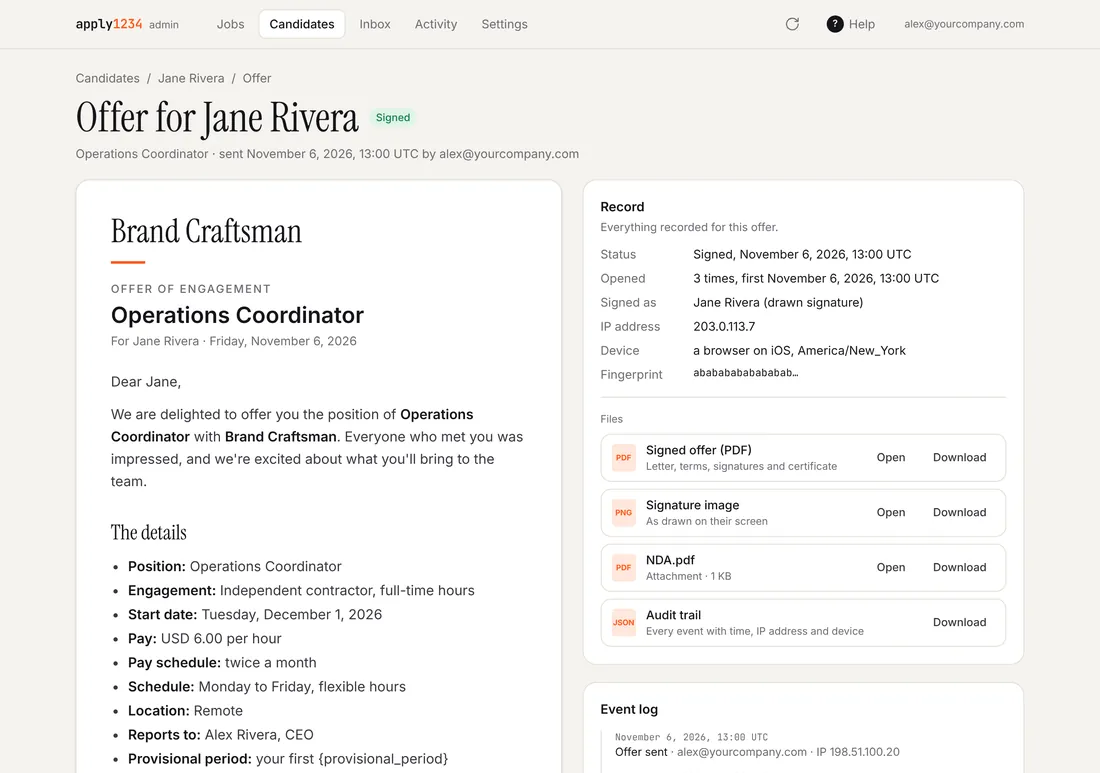 apply1234 admin Jobs Candidates Inbox Activity Settings ? Help alex@yourcompany.com
Candidates / Jane Rivera / Offer
Offer for Jane Rivera Signed
Operations Coordinator · sent November 6, 2026, 13:00 UTC by alex@yourcompany.com
Brand Craftsman
OFFER OF ENGAGEMENT
Operations Coordinator
For Jane Rivera · Friday, November 6, 2026
Dear Jane,
We are delighted to offer you the position of Operations
Coordinator with Brand Craftsman. Everyone who met you was
impressed, and we're excited about what you'll bring to the
team.
The details
• Position: Operations Coordinator
• Engagement: Independent contractor, full-time hours
• Start date: Tuesday, December 1, 2026
• Pay: USD 6.00 per hour
• Pay schedule: twice a month
• Schedule: Monday to Friday, flexible hours
• Location: Remote
• Reports to: Alex Rivera, CEO
• Provisional period: your first {provisional_period}
Record
Everything recorded for this offer.
Status Signed, November 6, 2026, 13:00 UTC
Opened 3 times, first November 6, 2026, 13:00 UTC
Signed as Jane Rivera (drawn signature)
IP address 203.0.113.7
Device a browser on iOS, America/New_York
Fingerprint abababababababab…
Files
PDF Signed offer (PDF) Open Download
Letter, terms, signatures and certificate
PNG Signature image Open Download
As drawn on their screen
PDF NDA.pdf Open Download
Attachment · 1 KB
JSON Audit trail Download
Every event with time, IP address and device
Event log
November 6, 2026, 13:00 UTC
Offer sent · alex@yourcompany.com · IP 198.51.100.20